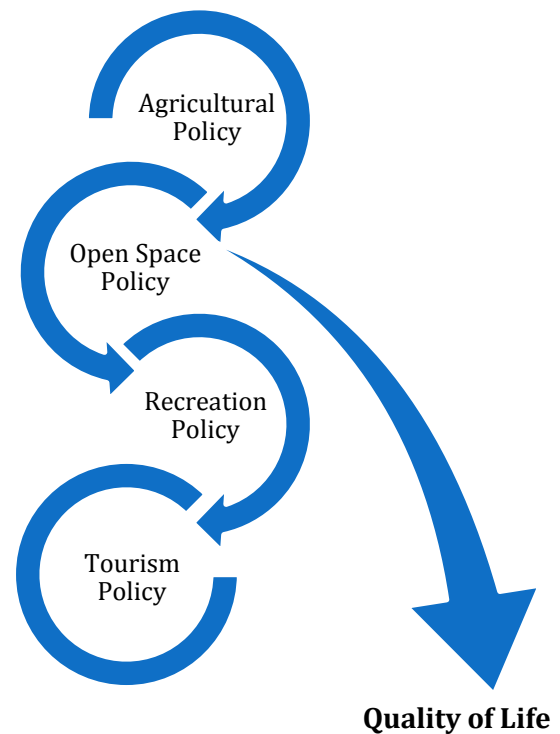 Agricultural
Policy
Open Space
Policy
Recreation
Policy
Tourism
Policy
Quality of Life